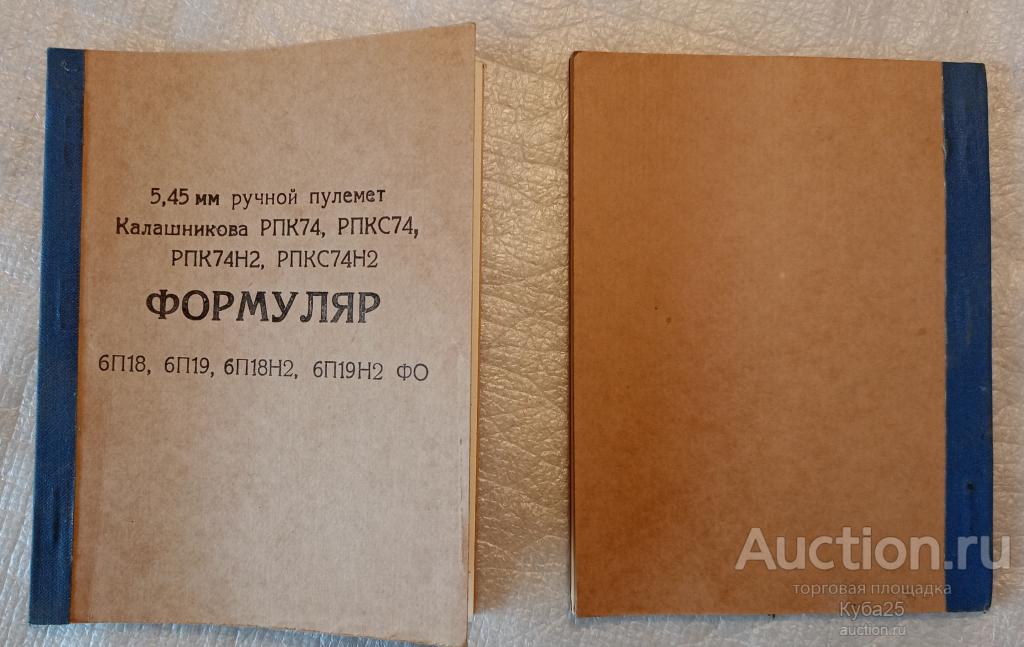 5,45 мм ручной пулемет
Калашникова РПК74, РПКС74,
РПК74Н2, РПКС74Н2
ФОРМУЛЯР
6П18, 6П19, 6П18Н2, 6П19Н2 ФО
Auction.ru
торговая площадка
Куба25
auction.ru